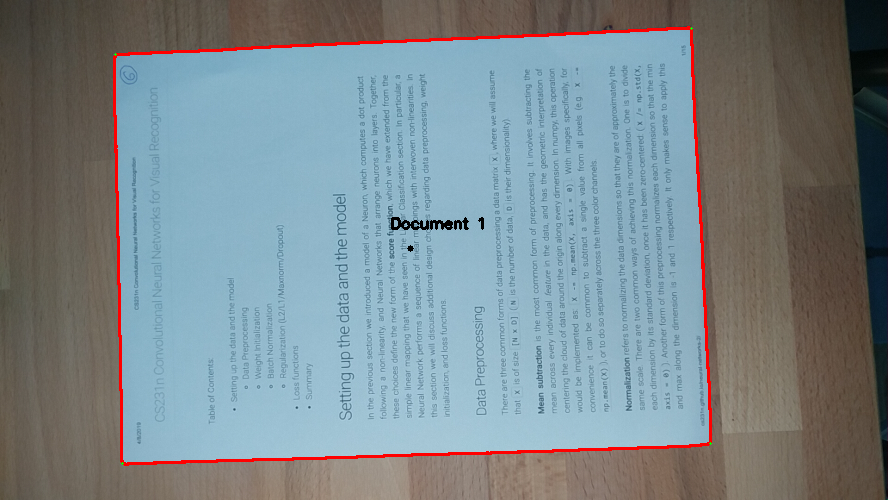 6
4/8/2019
CS231n Convolutional Neural Networks for Visual Recognition
CS231n Convolutional Neural Networks for Visual Recognition
Table of Contents:
• Setting up the data and the model
∘ Data Preprocessing
∘ Weight Initialization
∘ Batch Normalization
∘ Regularization (L2/L1/Maxnorm/Dropout)
• Loss functions
• Summary
Setting up the data and the model
In the previous section we introduced a model of a Neuron, which computes a dot product
following a non-linearity, and Neural Networks that arrange neurons into layers. Together,
these choices define the new form of the score function, which we have extended from the
simple linear mapping that we have seen in the Classification section. In particular, a
Neural Network performs a sequence of linear mappings with interwoven non-linearities. In
this section we will discuss additional design choices regarding data preprocessing, weight
initialization, and loss functions.
Document 1
Data Preprocessing
There are three common forms of data preprocessing a data matrix X, where we will assume
that X is of size [N x D] (N is the number of data, D is their dimensionality).
Mean subtraction is the most common form of preprocessing. It involves subtracting the
mean across every individual feature in the data, and has the geometric interpretation of
centering the cloud of data around the origin along every dimension. In numpy, this operation
would be implemented as: X -= np.mean(X, axis = 0). With images specifically, for
convenience it can be common to subtract a single value from all pixels (e.g. X -=
np.mean(X)), or to do so separately across the three color channels.
Normalization refers to normalizing the data dimensions so that they are of approximately the
same scale. There are two common ways of achieving this normalization. One is to divide
each dimension by its standard deviation, once it has been zero-centered: (X /= np.std(X,
axis = 0)). Another form of this preprocessing normalizes each dimension so that the min
and max along the dimension is -1 and 1 respectively. It only makes sense to apply this
1/15